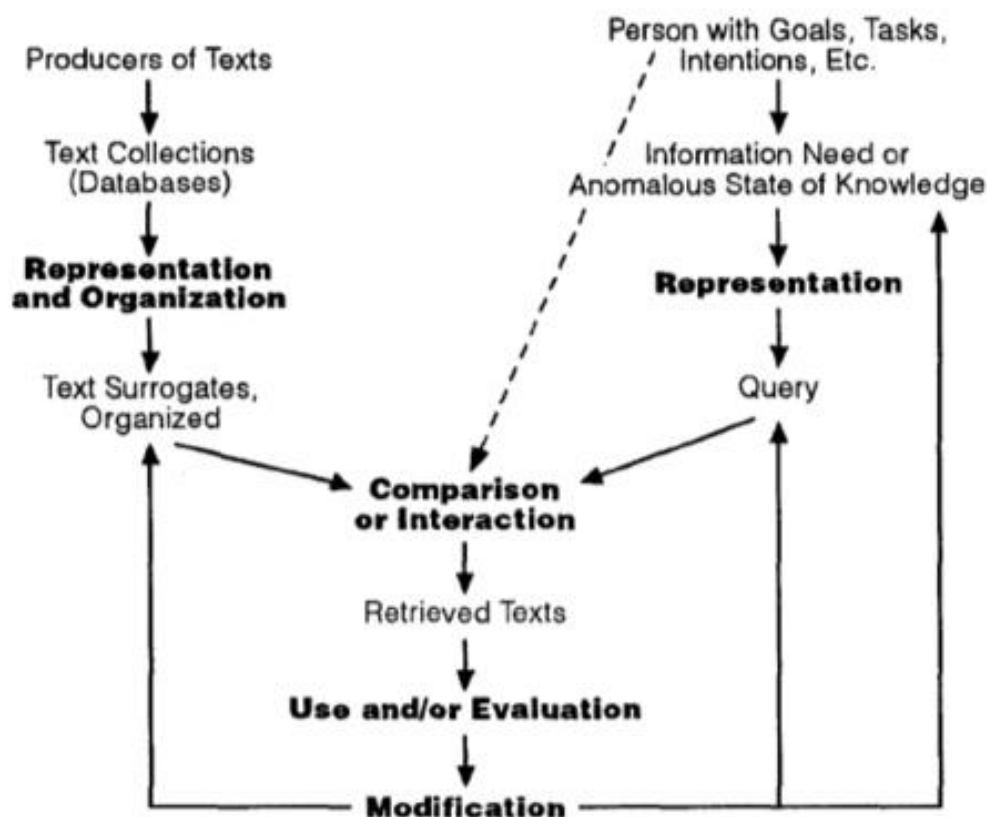 Producers of Texts
Person with Goals, Tasks,
Intentions, Etc.
Text Collections
(Databases)
Information Need or
Anomalous State of Knowledge
Representation
and Organization
Representation
Text Surrogates,
Organized
Query
Comparison
or Interaction
Retrieved Texts
Use and/or Evaluation
Modification